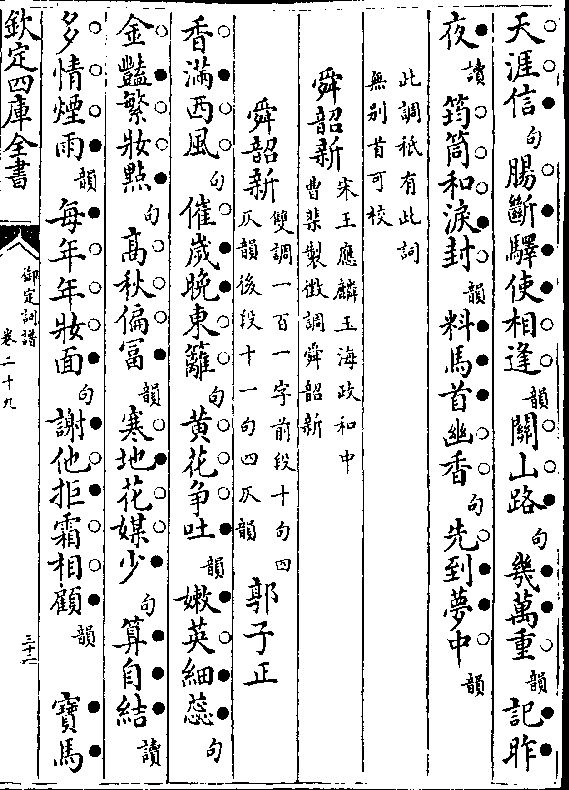 天涯信句腸斷驛使相逢韻關山路句幾萬重韻記昨
夜讀筠筒和淚封韻料馬首幽香句先到夢中韻
此調祇有此詞
無别首可校
舜韶新宋王應麟玉海政和中
曹棐製徴調舜韶新
舜韶新雙調一百一字前段十句四
仄韻後段十一句四仄韻郭子正
香滿西風句催歲晚東籬句黄花争吐韻嫩英細蕊句
金豔繁妝點句高秋偏冨韻寒地花媒少句算自結讀
多情煙雨韻每年年妝面句謝他拒霜相顧韻寳馬
欽定四庫全書
御定詞譜
卷二十九